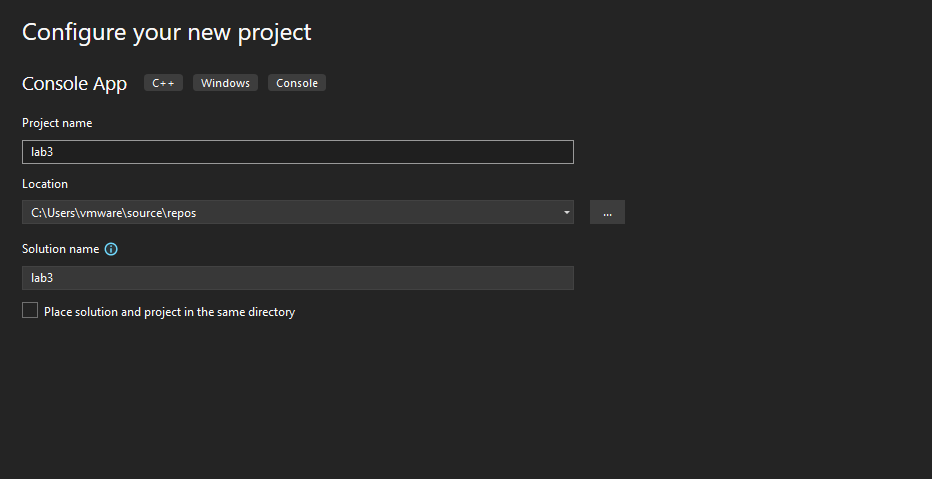 Configure your new project
Console App C++ Windows Console
Project name
lab3
Location
C:\Users\vmware\source\repos
...
Solution name
lab3
Place solution and project in the same directory